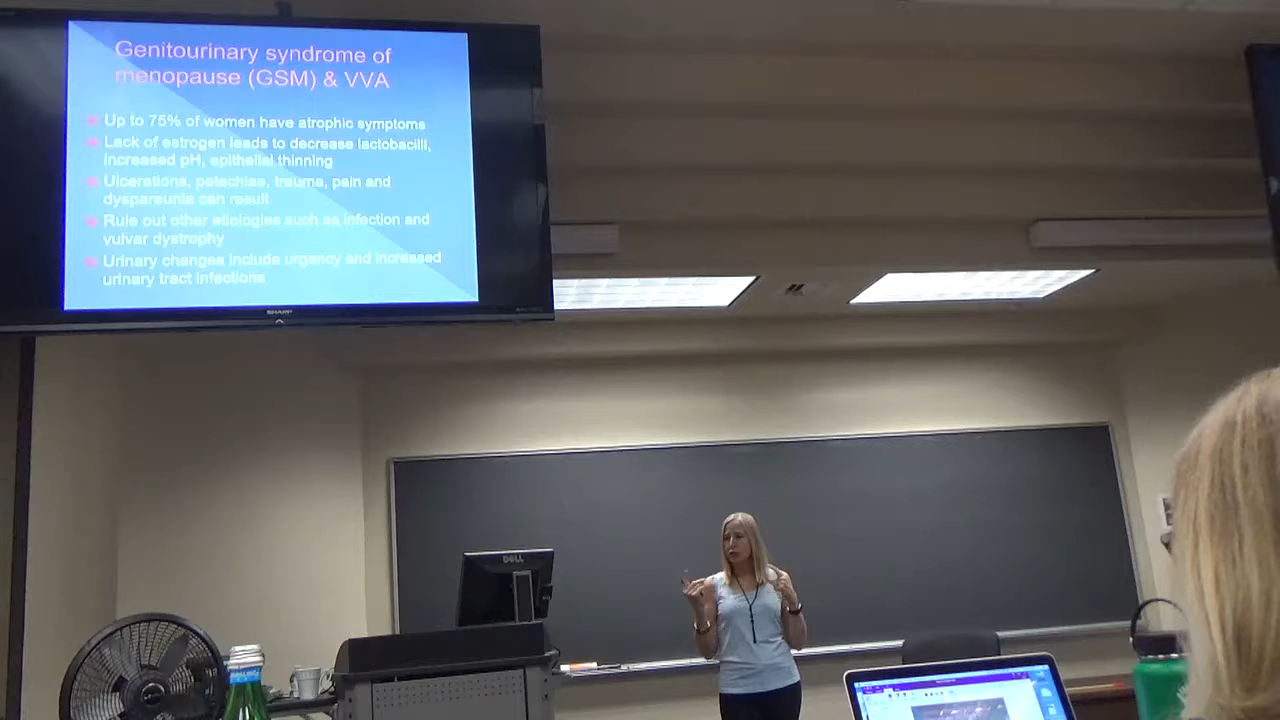 Genitourinary syndrome of
menopause (GSM) & VVA
Up to 75% of women have atrophic symptoms
Lack of estrogen leads to decrease lactobacilli,
increased pH, epithelial thinning
Ulcerations, petechiae, trauma, pain and
dyspareunia can result
Rule out other etiologies such as infection and
vulvar dystrophy
Urinary changes include urgency and increased
urinary tract infections
SHARP
DELL